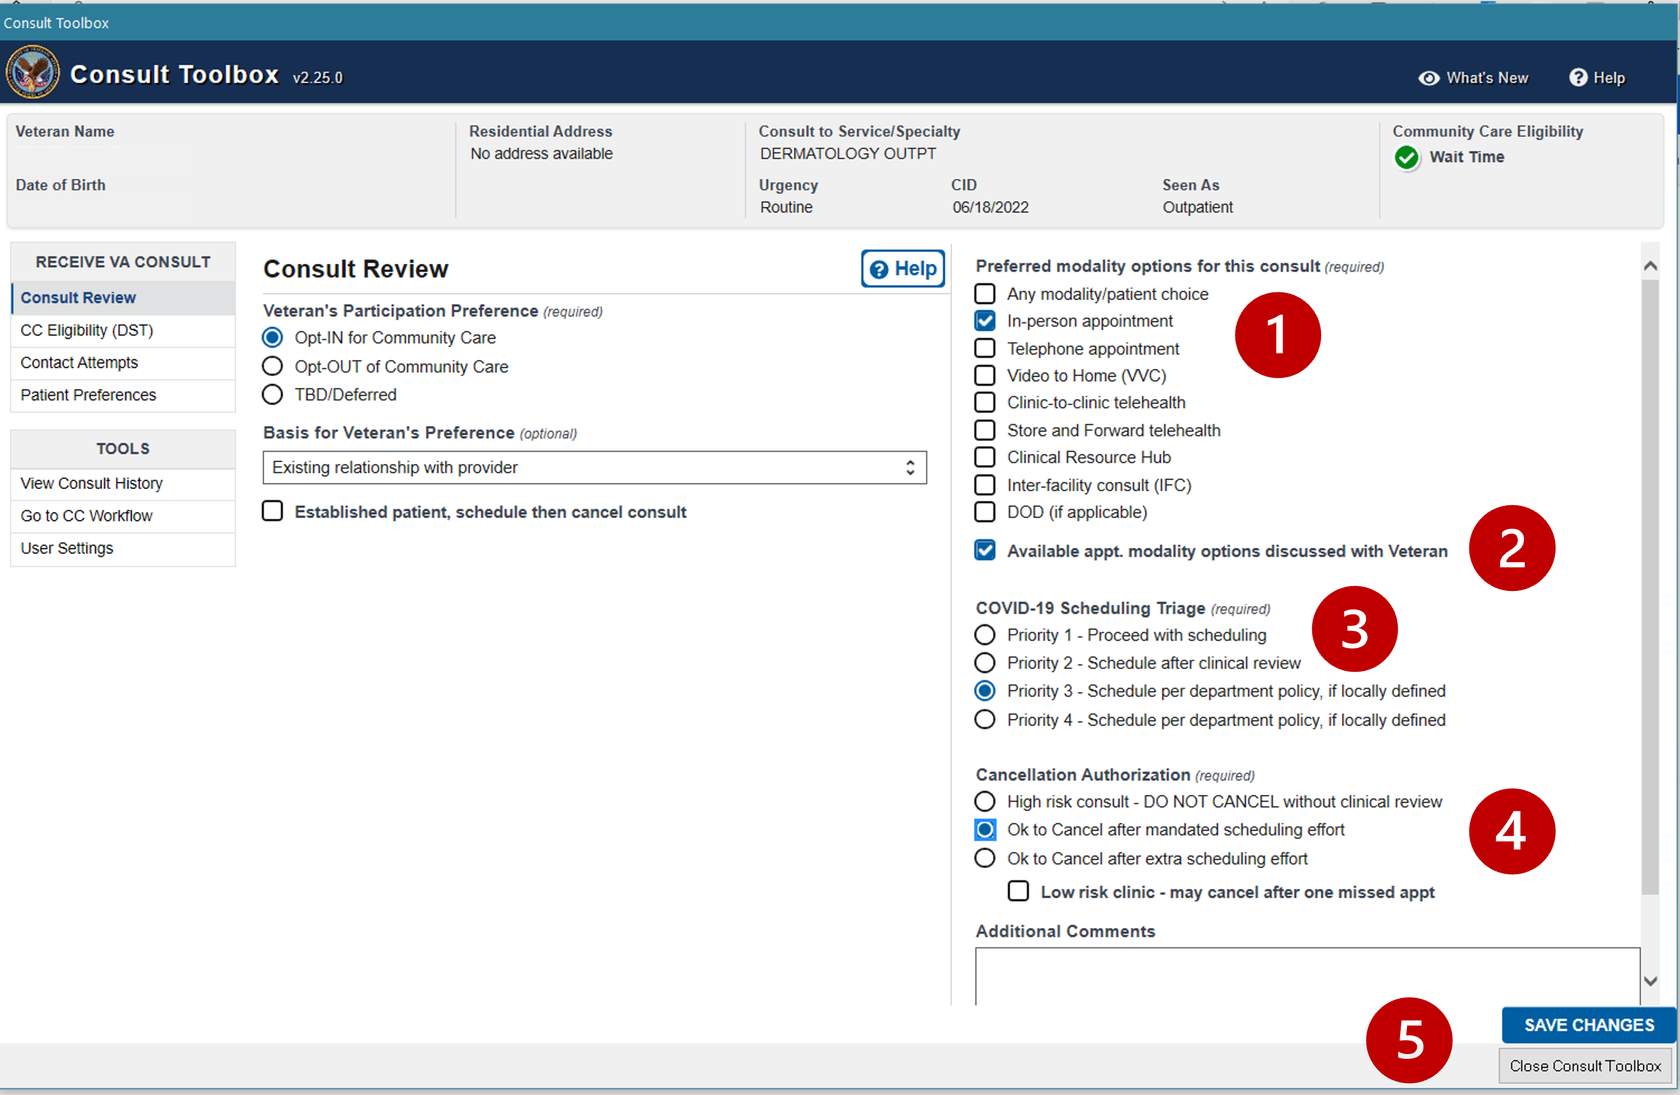 Consult Toolbox
Consult Toolbox v2.25.0
What's New
Help
Veteran Name
Date of Birth
Residential Address
No address available
Consult to Service/Specialty
DERMATOLOGY OUTPT
Urgency
Routine
CID
06/18/2022
Seen As
Outpatient
Community Care Eligibility
Wait Time
RECEIVE VA CONSULT
Consult Review
CC Eligibility (DST)
Contact Attempts
Patient Preferences
TOOLS
View Consult History
Go to CC Workflow
User Settings
Consult Review
Help
Veteran's Participation Preference (required)
Opt-IN for Community Care
Opt-OUT of Community Care
TBD/Deferred
Basis for Veteran's Preference (optional)
Existing relationship with provider
Established patient, schedule then cancel consult
Preferred modality options for this consult (required)
Any modality/patient choice
In-person appointment
Telephone appointment
Video to Home (VVC)
Clinic-to-clinic telehealth
Store and Forward telehealth
Clinical Resource Hub
Inter-facility consult (IFC)
DOD (if applicable)
1
Available appt. modality options discussed with Veteran
2
COVID-19 Scheduling Triage (required)
Priority 1 - Proceed with scheduling
Priority 2 - Schedule after clinical review
Priority 3 - Schedule per department policy, if locally defined
Priority 4 - Schedule per department policy, if locally defined
3
Cancellation Authorization (required)
High risk consult - DO NOT CANCEL without clinical review
Ok to Cancel after mandated scheduling effort
Ok to Cancel after extra scheduling effort
Low risk clinic - may cancel after one missed appt
4
Additional Comments
5
SAVE CHANGES
Close Consult Toolbox